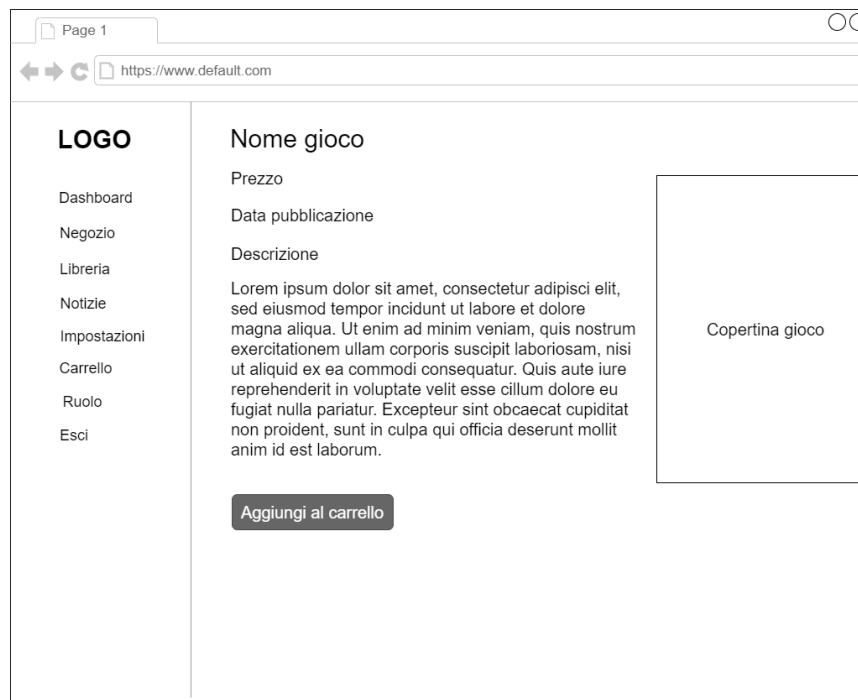 Page 1
https://www.default.com
LOGO
Dashboard
Negozio
Libreria
Notizie
Impostazioni
Carrello
Ruolo
Esci
Nome gioco
Prezzo
Data pubblicazione
Descrizione
Lorem ipsum dolor sit amet, consectetur adipisci elit,
sed eiusmod tempor incidunt ut labore et dolore
magna aliqua. Ut enim ad minim veniam, quis nostrum
exercitationem ullam corporis suscipit laboriosam, nisi
ut aliquid ex ea commodi consequatur. Quis aute iure
reprehenderit in voluptate velit esse cillum dolore eu
fugiat nulla pariatur. Excepteur sint obcaecat cupiditat
non proident, sunt in culpa qui officia deserunt mollit
anim id est laborum.
Aggiungi al carrello
Copertina gioco